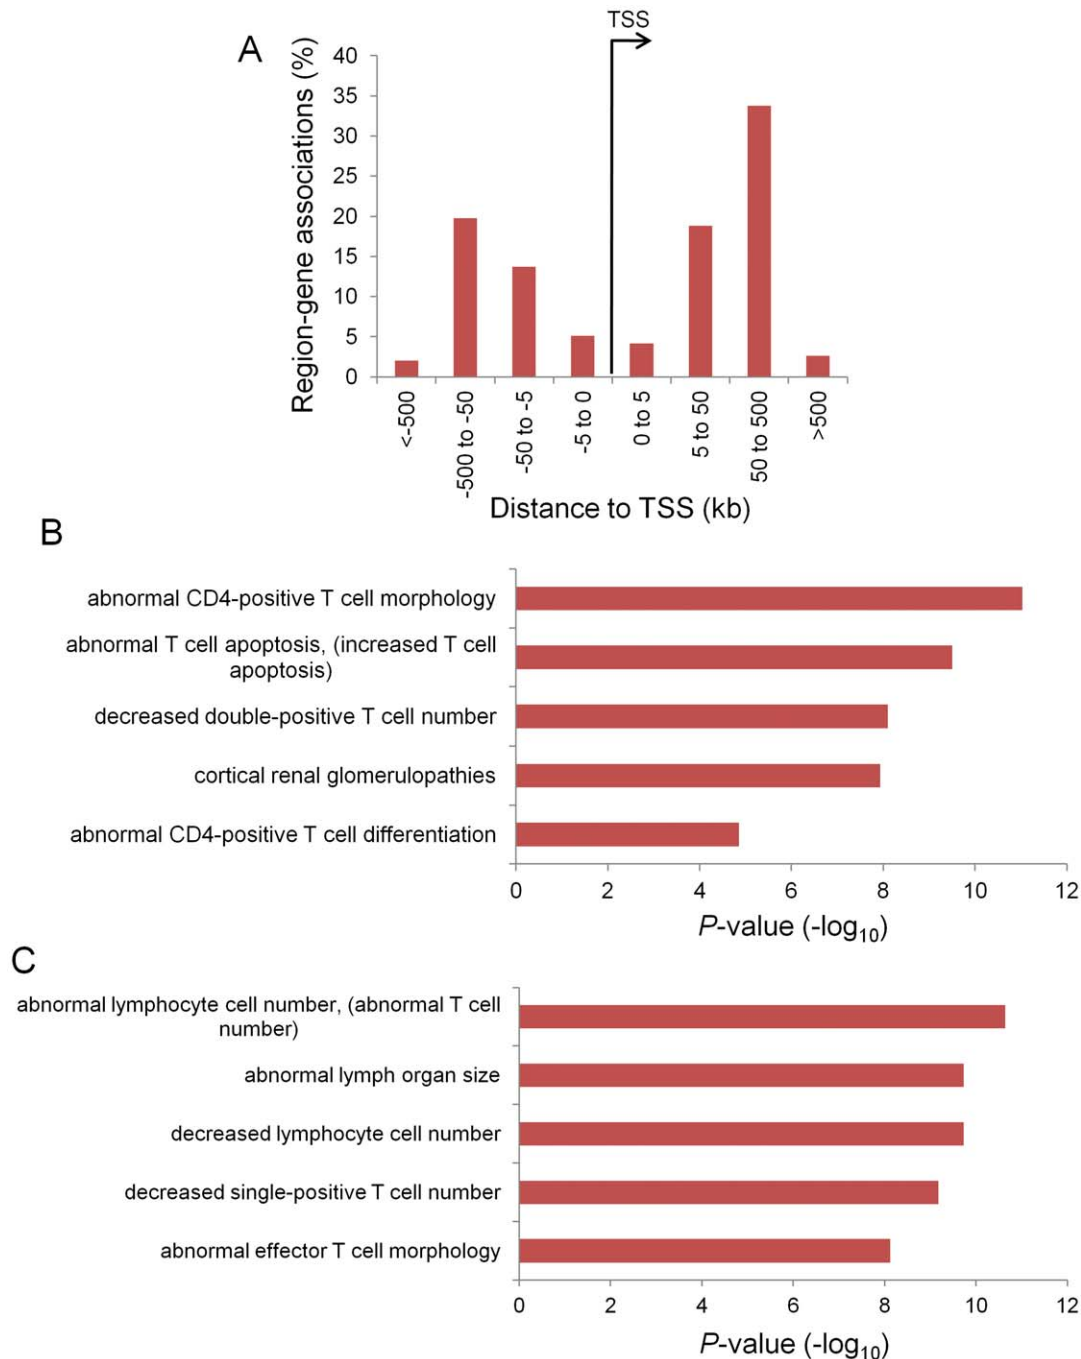 TSS
A
Region-gene associations (%)
40
35
30
25
20
15
10
5
0
<-500
-500 to -50
-50 to -5
-5 to 0
0 to 5
5 to 50
50 to 500
>500
Distance to TSS (kb)
B
abnormal CD4-positive T cell morphology
abnormal T cell apoptosis, (increased T cell
apoptosis)
decreased double-positive T cell number
cortical renal glomerulopathies
abnormal CD4-positive T cell differentiation
0 2 4 6 8 10 12
P-value (-log10)
C
abnormal lymphocyte cell number, (abnormal T cell
number)
abnormal lymph organ size
decreased lymphocyte cell number
decreased single-positive T cell number
abnormal effector T cell morphology
0 2 4 6 8 10 12
P-value (-log10)